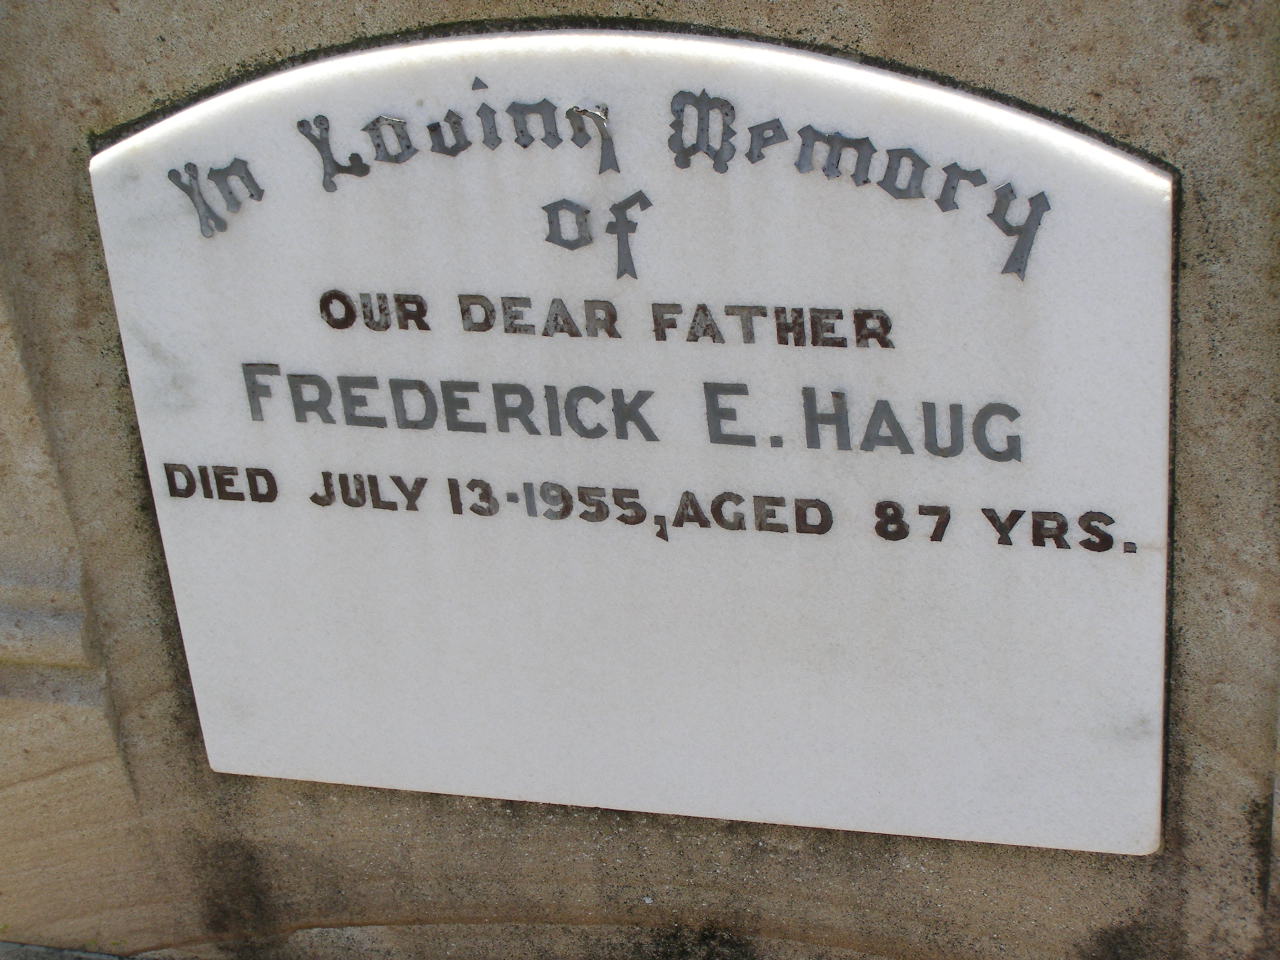 In Loving Memory
of
OUR DEAR FATHER
FREDERICK E. HAUG
DIED JULY 13-1955, AGED 87 YRS.